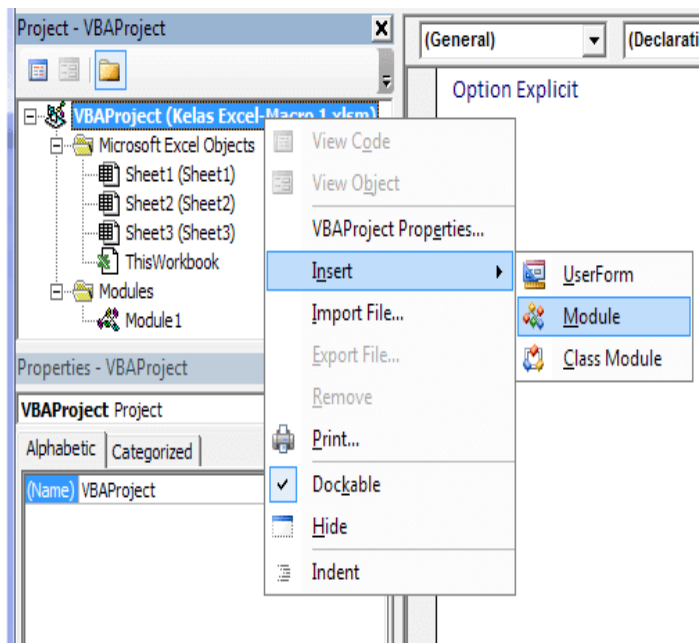 Project - VBAProject
VBAProject (Kelas Excel-Macro 1.xlsm)
Microsoft Excel Objects
Sheet1 (Sheet1)
Sheet2 (Sheet2)
Sheet3 (Sheet3)
ThisWorkbook
Modules
Module1
Properties - VBAProject
VBAProject Project
Alphabetic Categorized
(Name) VBAProject
View Code
View Object
VBAProject Properties...
Insert
Import File...
Export File...
Remove
Print...
Dockable
Hide
Indent
UserForm
Module
Class Module
(General) (Declarati
Option Explicit